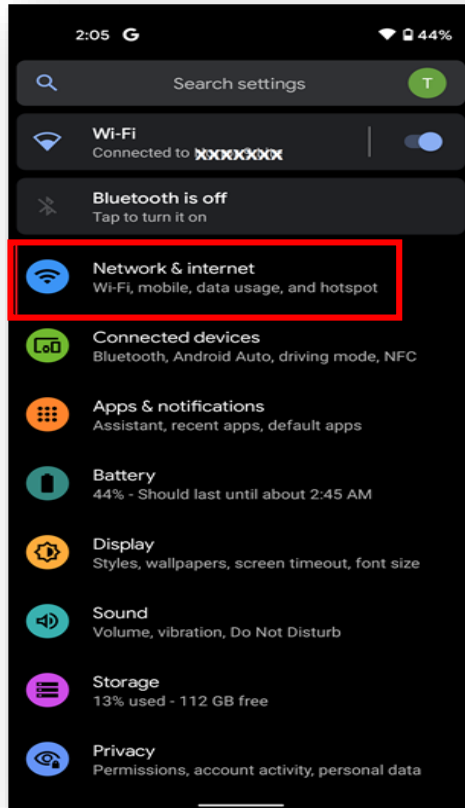 2:05 G 44%
Search settings T
Wi-Fi
Connected to xxxxxxx
Bluetooth is off
Tap to turn it on
Network & internet
Wi-Fi, mobile, data usage, and hotspot
Connected devices
Bluetooth, Android Auto, driving mode, NFC
Apps & notifications
Assistant, recent apps, default apps
Battery
44% - Should last until about 2:45 AM
Display
Styles, wallpapers, screen timeout, font size
Sound
Volume, vibration, Do Not Disturb
Storage
13% used - 112 GB free
Privacy
Permissions, account activity, personal data